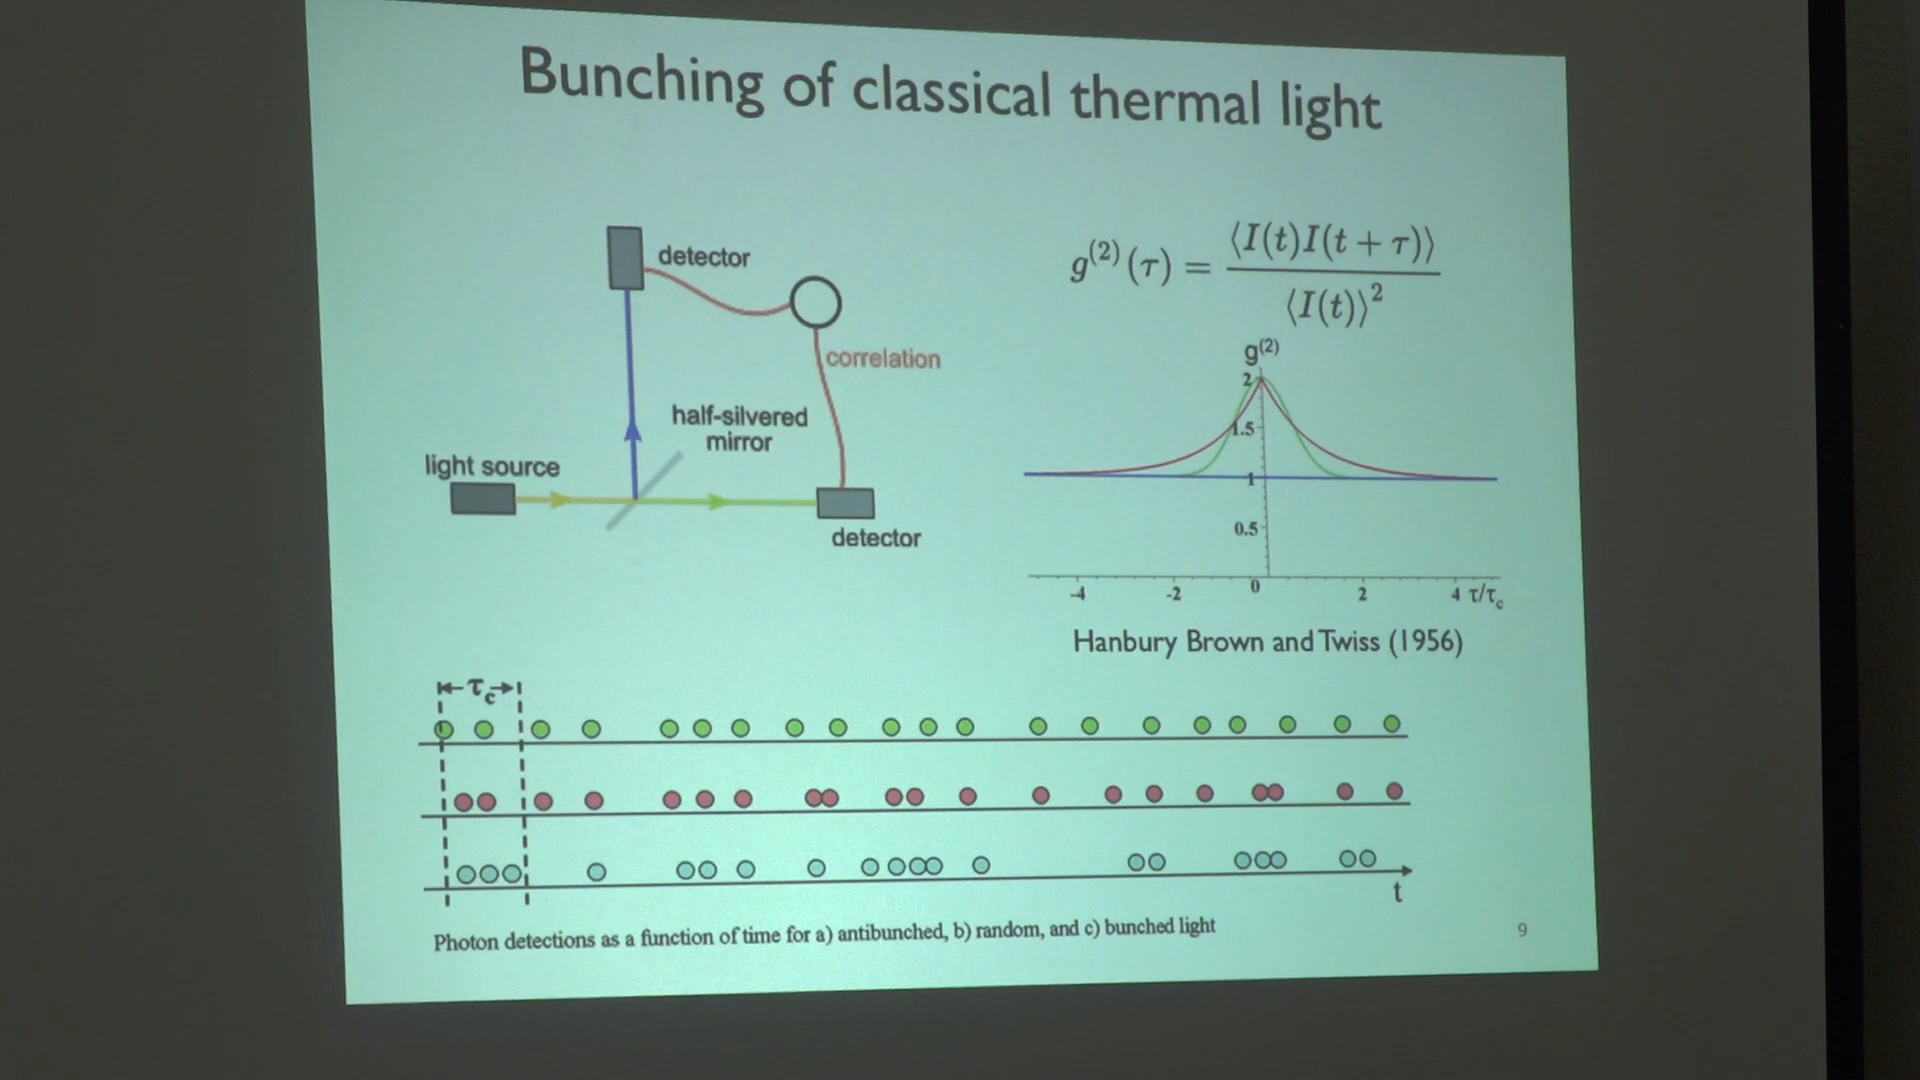 Bunching of classical thermal light
detector
correlation
half-silvered
mirror
light source
detector
g⁽²⁾(τ) = ⟨I(t)I(t + τ)⟩ / ⟨I(t)⟩²
g(2)
2
1.5
1
0.5
-4 -2 0 2 4 τ/τc
Hanbury Brown and Twiss (1956)
τc
t
Photon detections as a function of time for a) antibunched, b) random, and c) bunched light
9